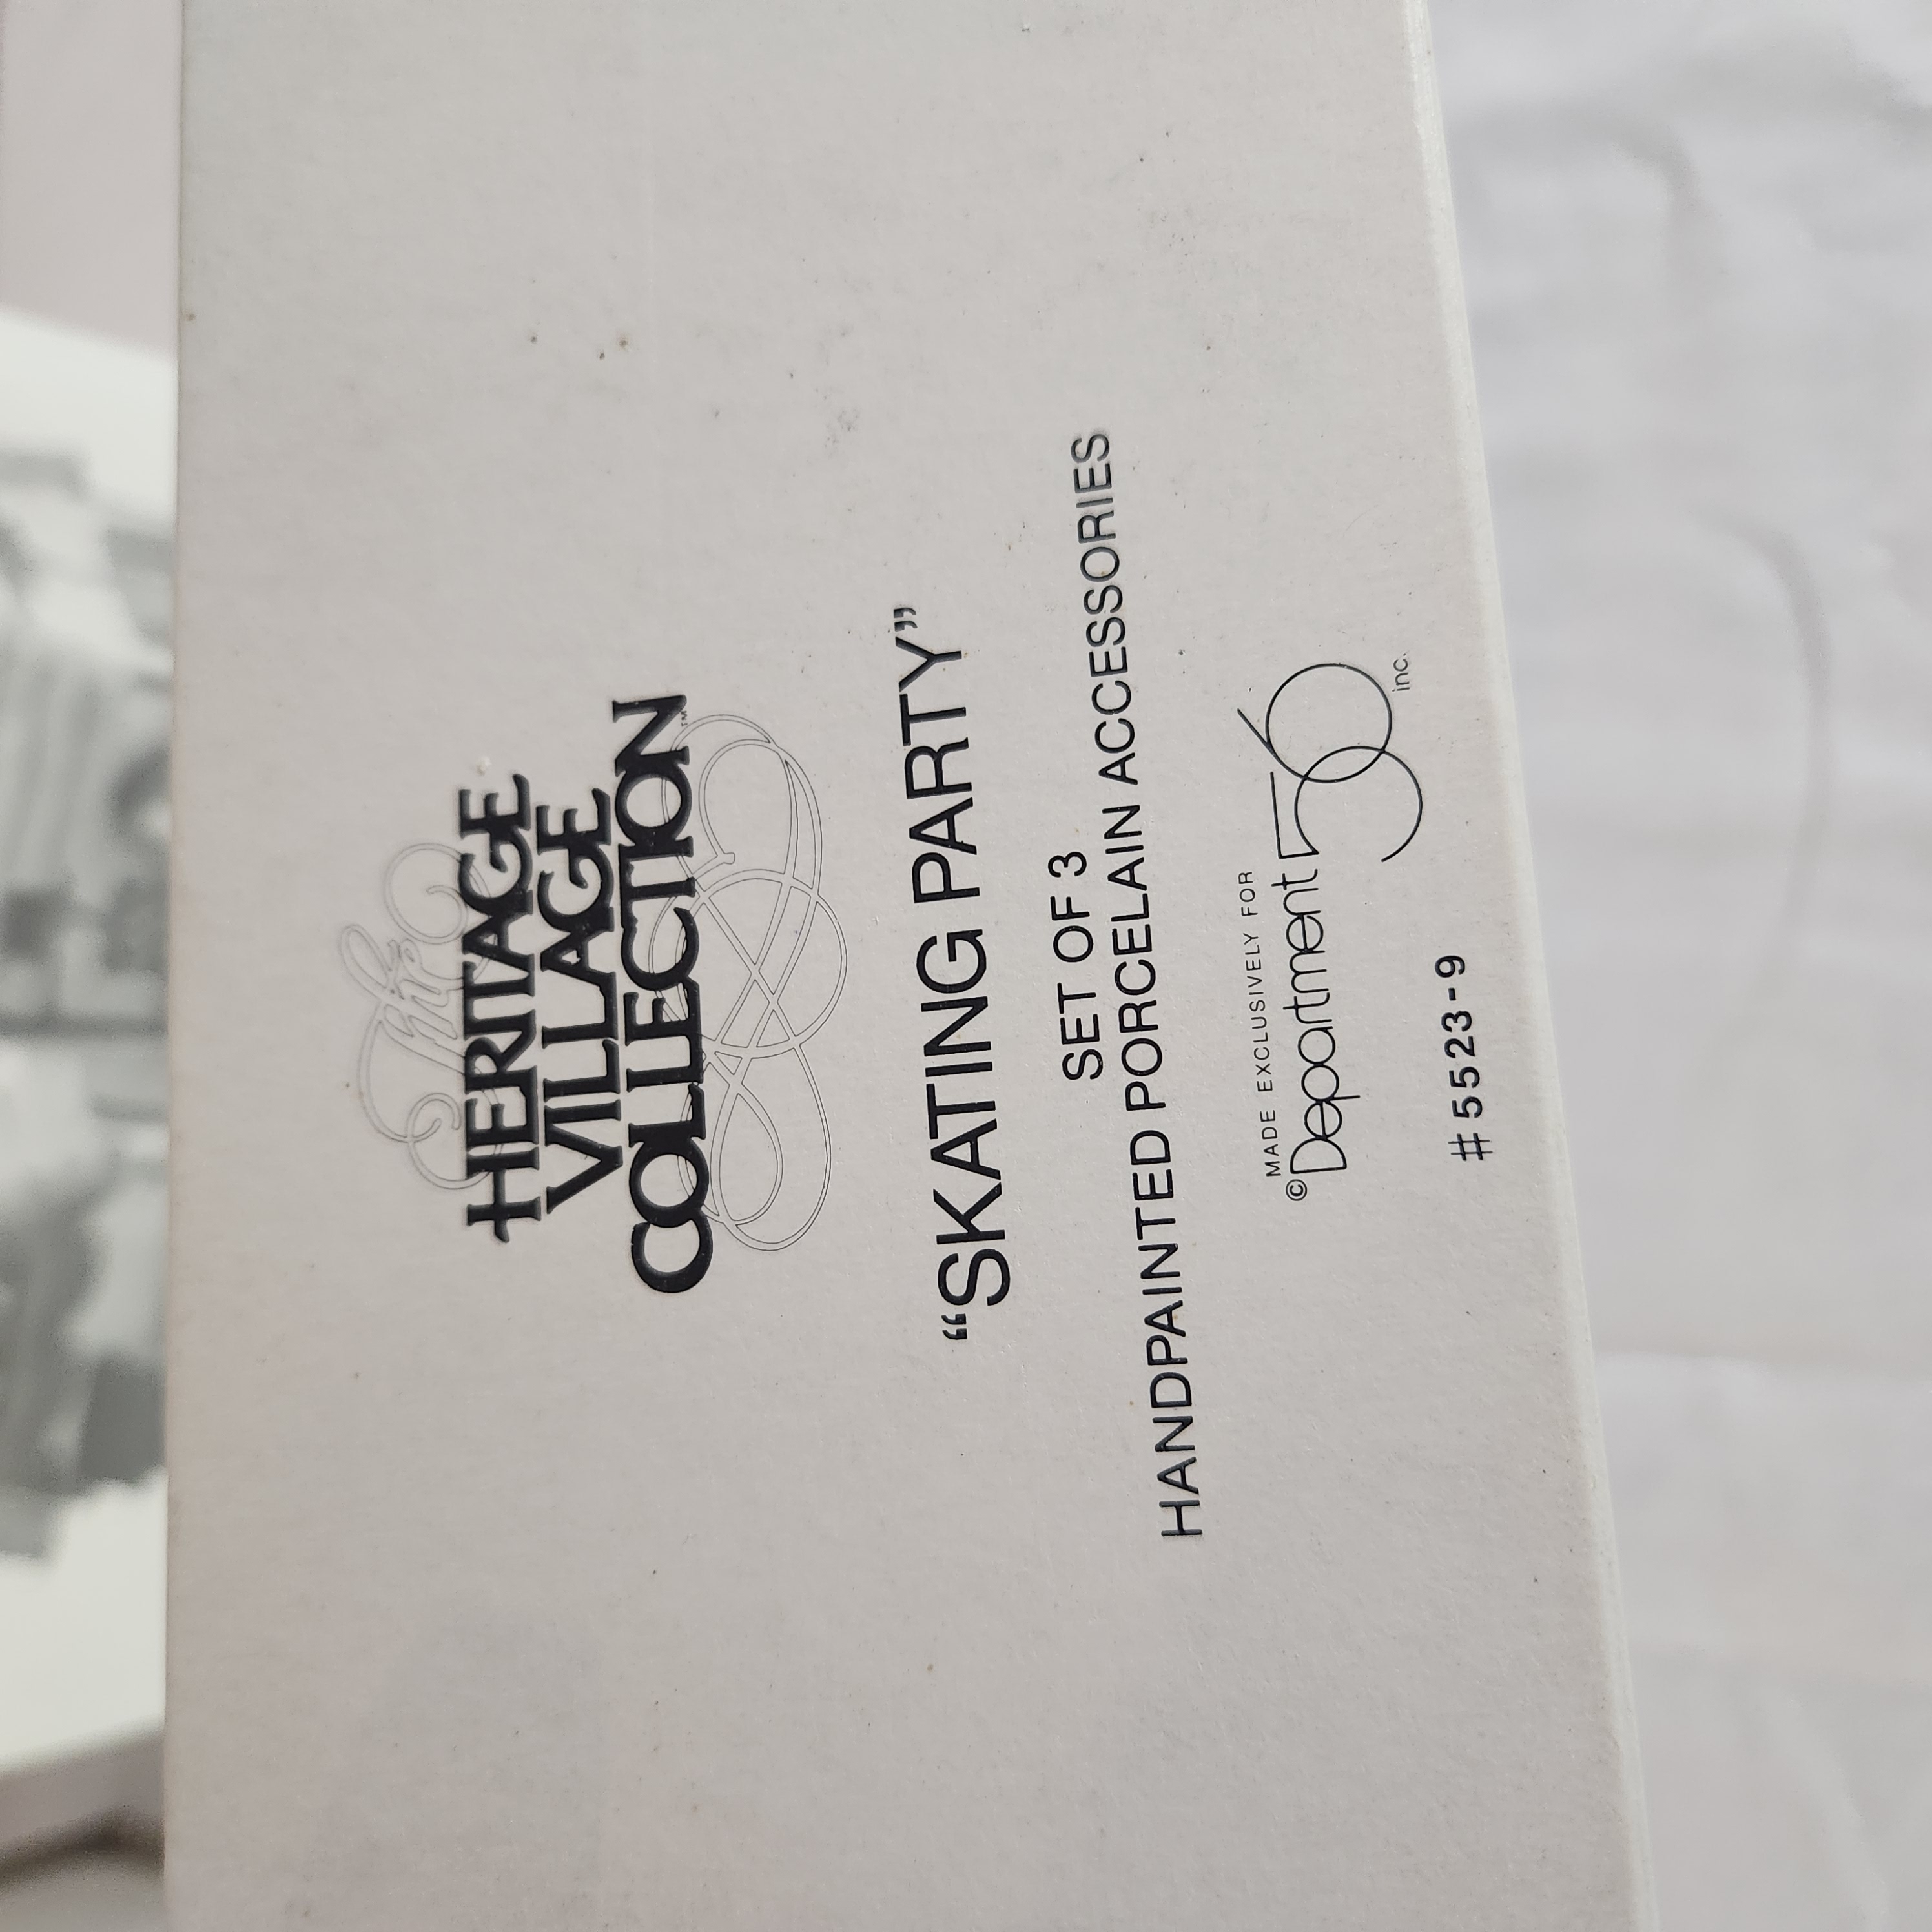 The
HERITAGE
VILLAGE
COLLECTION™
“SKATING PARTY”
SET OF 3
HANDPAINTED PORCELAIN ACCESSORIES
MADE EXCLUSIVELY FOR
© Department 56 inc.
#5523-9